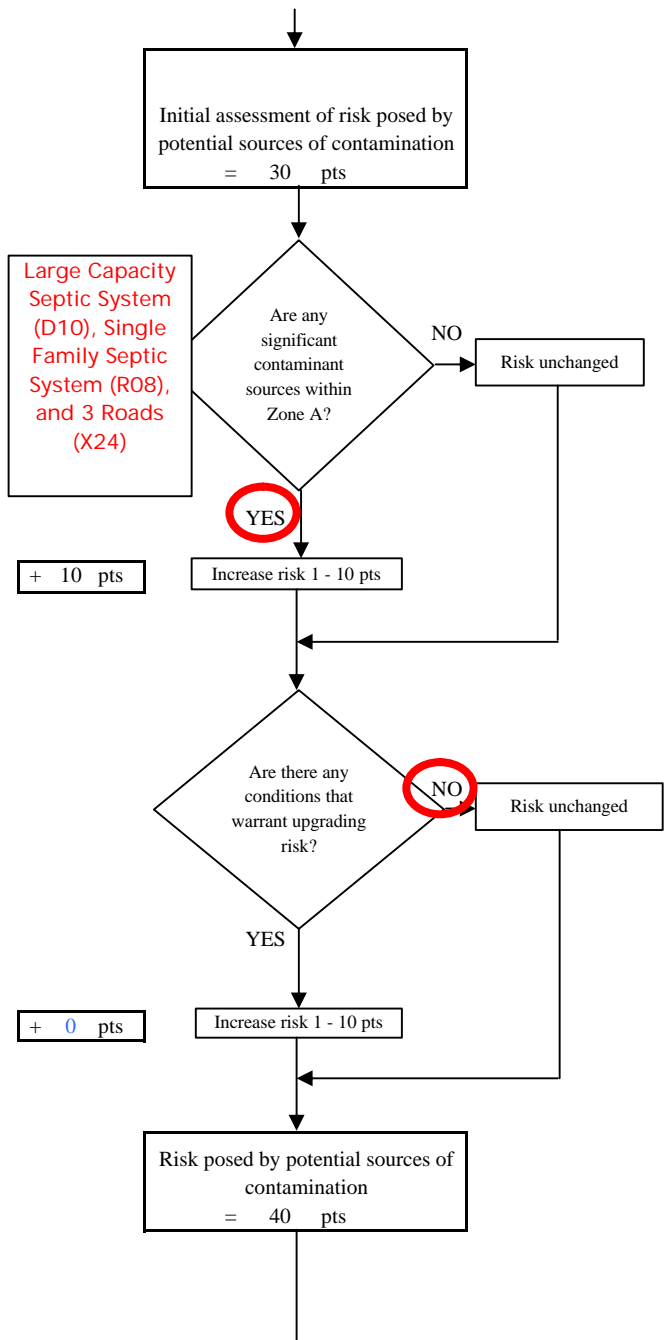 Initial assessment of risk posed by
potential sources of contamination
= 30 pts
Large Capacity
Septic System
(D10), Single
Family Septic
System (R08),
and 3 Roads
(X24)
Are any
significant
contaminant
sources within
Zone A?
NO
Risk unchanged
YES
+ 10 pts
Increase risk 1 - 10 pts
Are there any
conditions that
warrant upgrading
risk?
NO
Risk unchanged
YES
+ 0 pts
Increase risk 1 - 10 pts
Risk posed by potential sources of
contamination
= 40 pts